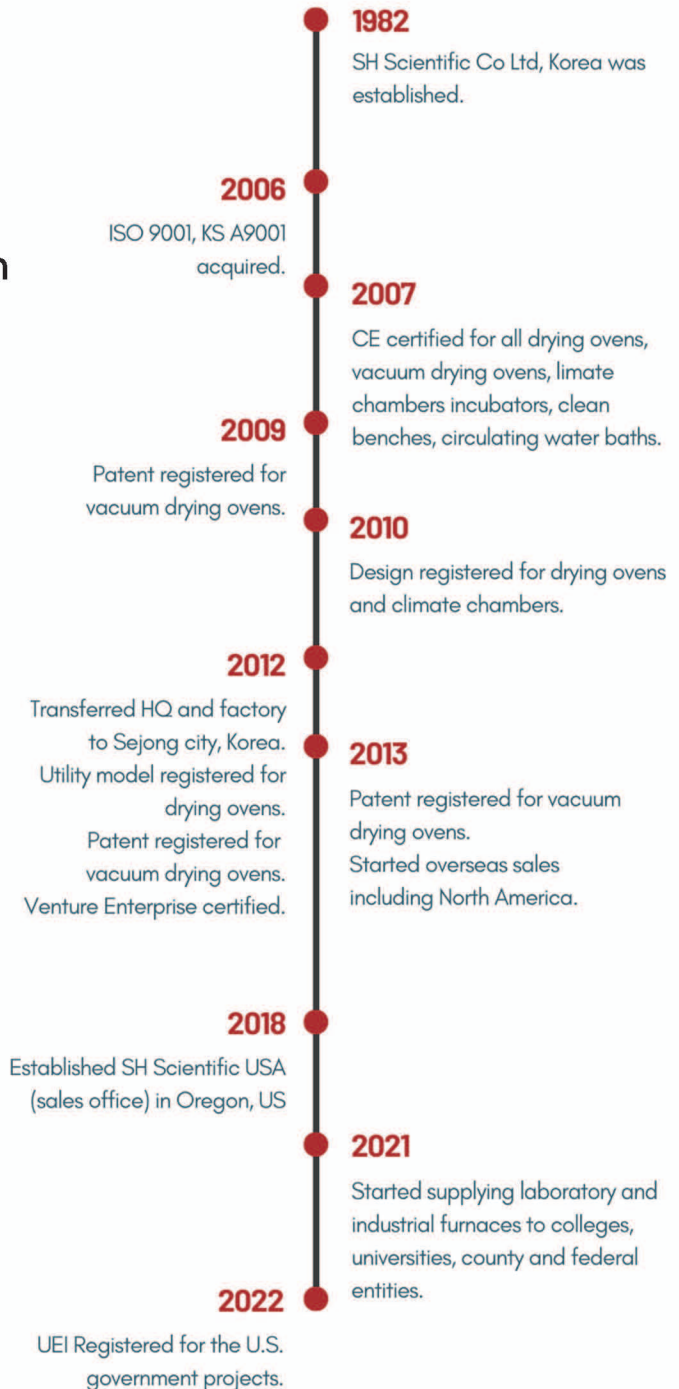 1982
SH Scientific Co Ltd, Korea was
established.
2006
ISO 9001, KS A9001
acquired.
n
2007
CE certified for all drying ovens,
vacuum drying ovens, limate
chambers incubators, clean
benches, circulating water baths.
2009
Patent registered for
vacuum drying ovens.
2010
Design registered for drying ovens
and climate chambers.
2012
Transferred HQ and factory
to Sejong city, Korea.
Utility model registered for
drying ovens.
Patent registered for
vacuum drying ovens.
Venture Enterprise certified.
2013
Patent registered for vacuum
drying ovens.
Started overseas sales
including North America.
2018
Established SH Scientific USA
(sales office) in Oregon, US
2021
Started supplying laboratory and
industrial furnaces to colleges,
universities, county and federal
entities.
2022
UEI Registered for the U.S.
government projects.